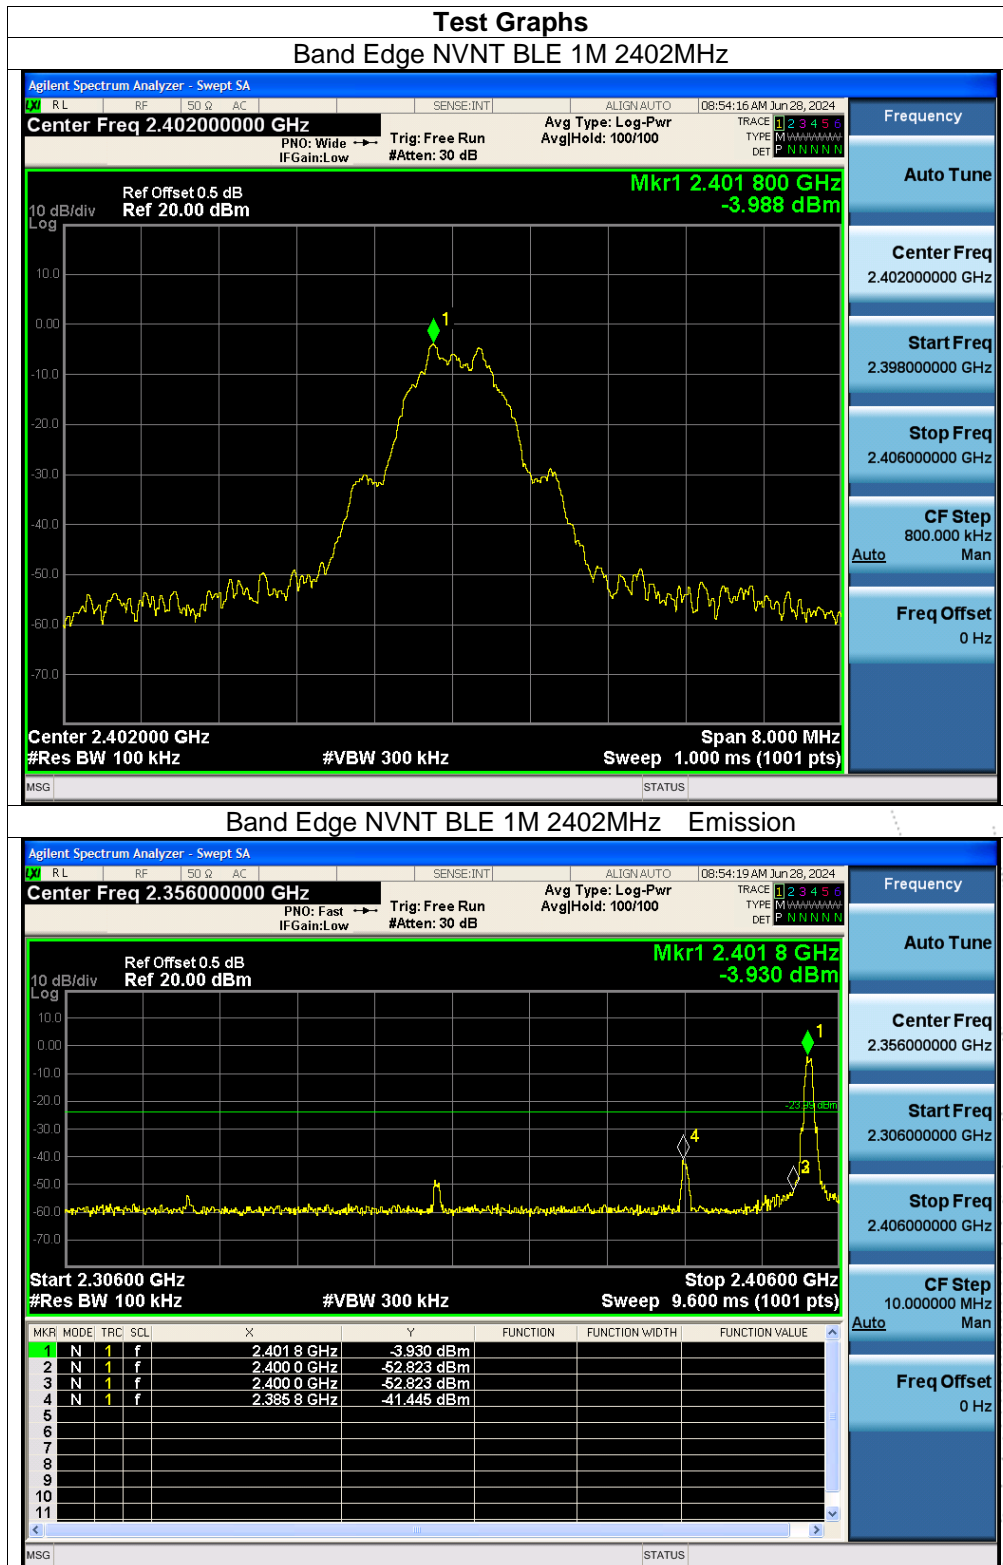 Test Graphs
Band Edge NVNT BLE 1M 2402MHz
Agilent Spectrum Analyzer - Swept SA
LXI RL RF 50 Ω AC SENSE:INT ALIGN AUTO 08:54:16 AM Jun 28, 2024
Center Freq 2.402000000 GHz
PNO: Wide
IFGain:Low
Trig: Free Run
#Atten: 30 dB
Avg Type: Log-Pwr
Avg|Hold: 100/100
TRACE 1 2 3 4 5 6
TYPE M WWWWW
DET P N N N N N
Frequency
Auto Tune
Center Freq
2.402000000 GHz
Start Freq
2.398000000 GHz
Stop Freq
2.406000000 GHz
CF Step
800.000 kHz
Auto Man
Freq Offset
0 Hz
Mkr1 2.401 800 GHz
-3.988 dBm
Ref Offset 0.5 dB
10 dB/div Ref 20.00 dBm
Log
10.0
0.00
-10.0
-20.0
-30.0
-40.0
-50.0
-60.0
-70.0
1
Center 2.402000 GHz Span 8.000 MHz
#Res BW 100 kHz #VBW 300 kHz Sweep 1.000 ms (1001 pts)
MSG STATUS
Band Edge NVNT BLE 1M 2402MHz Emission
Agilent Spectrum Analyzer - Swept SA
LXI RL RF 50 Ω AC SENSE:INT ALIGN AUTO 08:54:19 AM Jun 28, 2024
Center Freq 2.356000000 GHz
PNO: Fast
IFGain:Low
Trig: Free Run
#Atten: 30 dB
Avg Type: Log-Pwr
Avg|Hold: 100/100
TRACE 1 2 3 4 5 6
TYPE M WWWWW
DET P N N N N N
Frequency
Auto Tune
Center Freq
2.356000000 GHz
Start Freq
2.306000000 GHz
Stop Freq
2.406000000 GHz
CF Step
10.000000 MHz
Auto Man
Freq Offset
0 Hz
Mkr1 2.401 8 GHz
-3.930 dBm
Ref Offset 0.5 dB
10 dB/div Ref 20.00 dBm
Log
10.0
0.00
-10.0
-20.0
-30.0
-40.0
-50.0
-60.0
-70.0
1
-23.99 dBm
4
Start 2.30600 GHz Stop 2.40600 GHz
#Res BW 100 kHz #VBW 300 kHz Sweep 9.600 ms (1001 pts)
MKR MODE TRC SCL X Y FUNCTION FUNCTION WIDTH FUNCTION VALUE
1 N 1 f 2.401 8 GHz -3.930 dBm
2 N 1 f 2.400 0 GHz -52.823 dBm
3 N 1 f 2.400 0 GHz -52.823 dBm
4 N 1 f 2.385 8 GHz -41.445 dBm
5
6
7
8
9
10
11
MSG STATUS